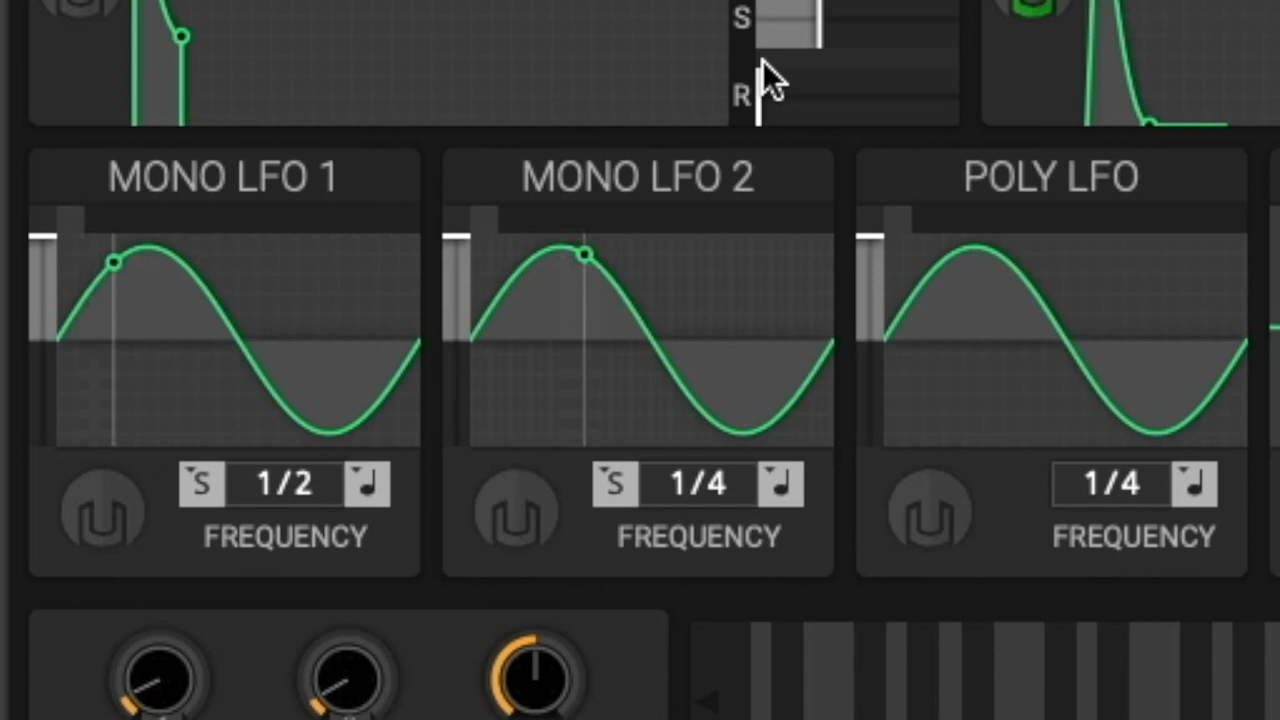 S
R
MONO LFO 1
MONO LFO 2
POLY LFO
S 1/2
S 1/4
1/4
FREQUENCY
FREQUENCY
FREQUENCY